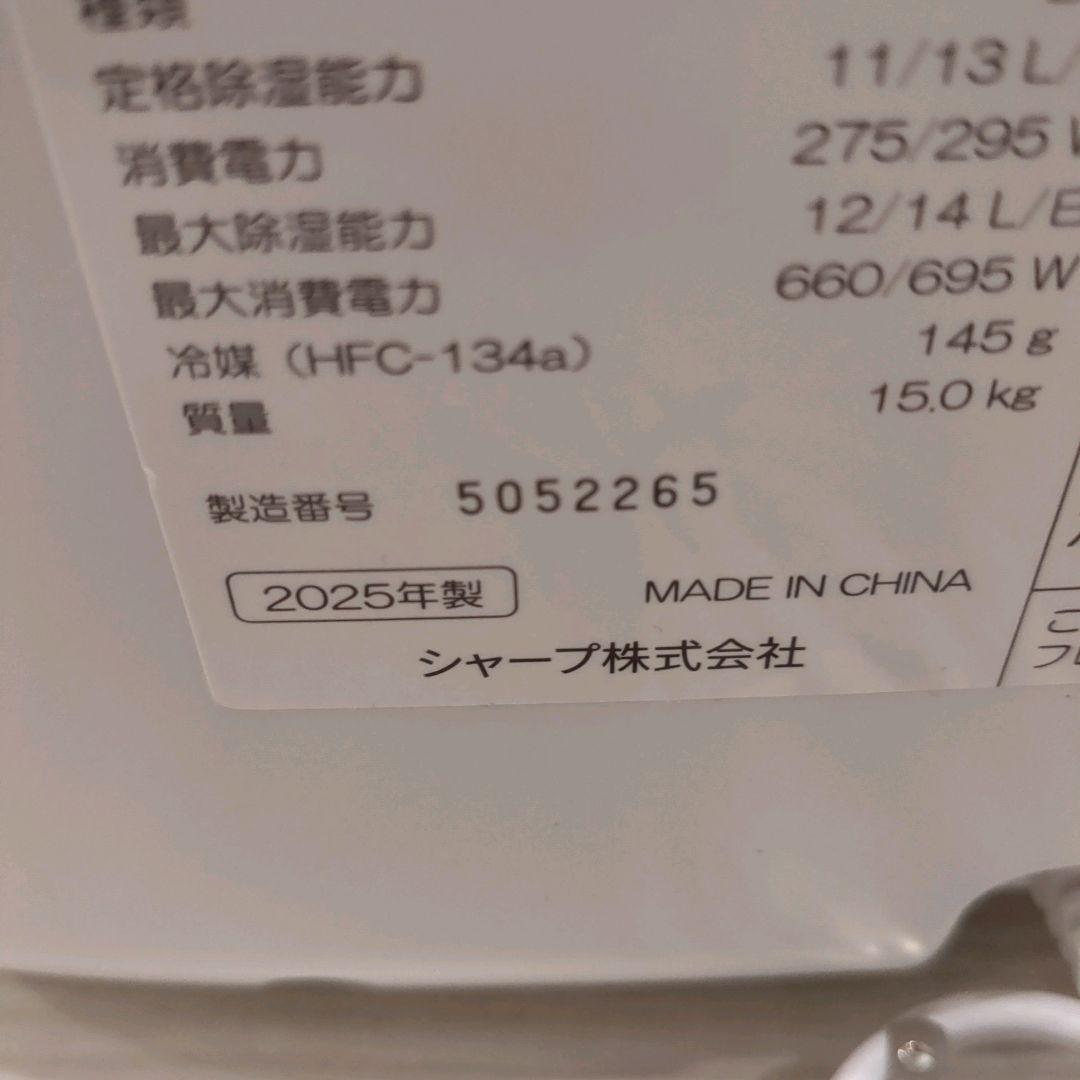 種類
定格除湿能力 11/13 L/
消費電力 275/295 W
最大除湿能力 12/14 L/日
最大消費電力 660/695 W
冷媒（HFC-134a） 145 g
質量 15.0 kg
製造番号 5052265
2025年製 MADE IN CHINA
シャープ株式会社